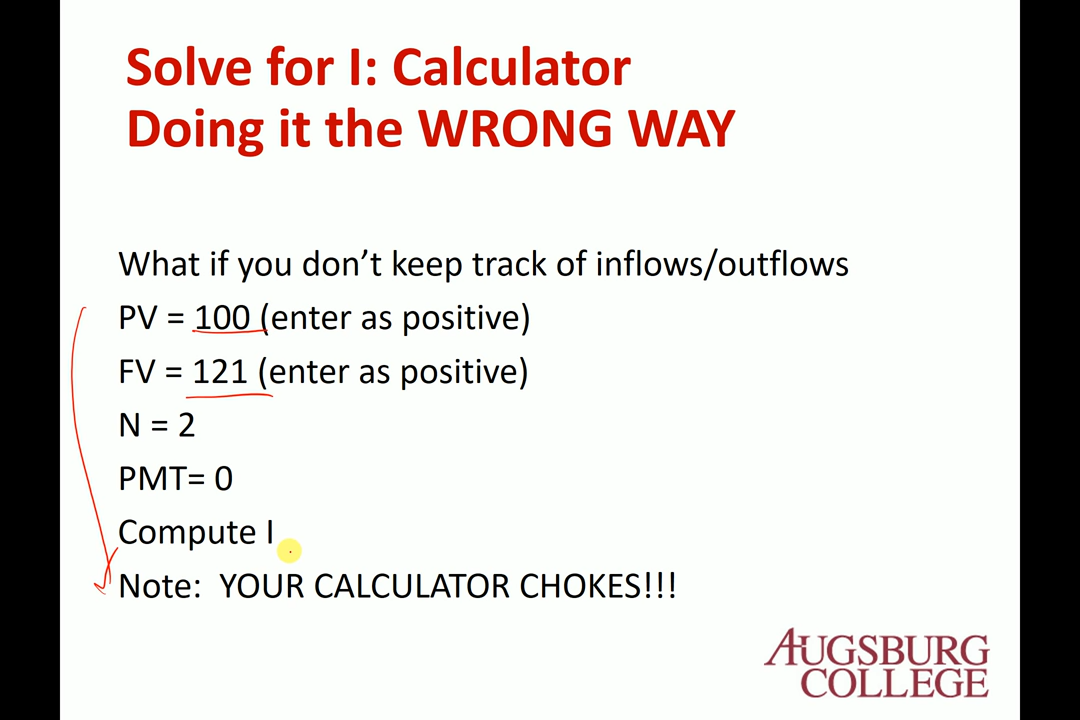 Solve for I: Calculator
Doing it the WRONG WAY
What if you don’t keep track of inflows/outflows
PV = 100 (enter as positive)
FV = 121 (enter as positive)
N = 2
PMT= 0
Compute I
Note:  YOUR CALCULATOR CHOKES!!!
AUGSBURG
COLLEGE